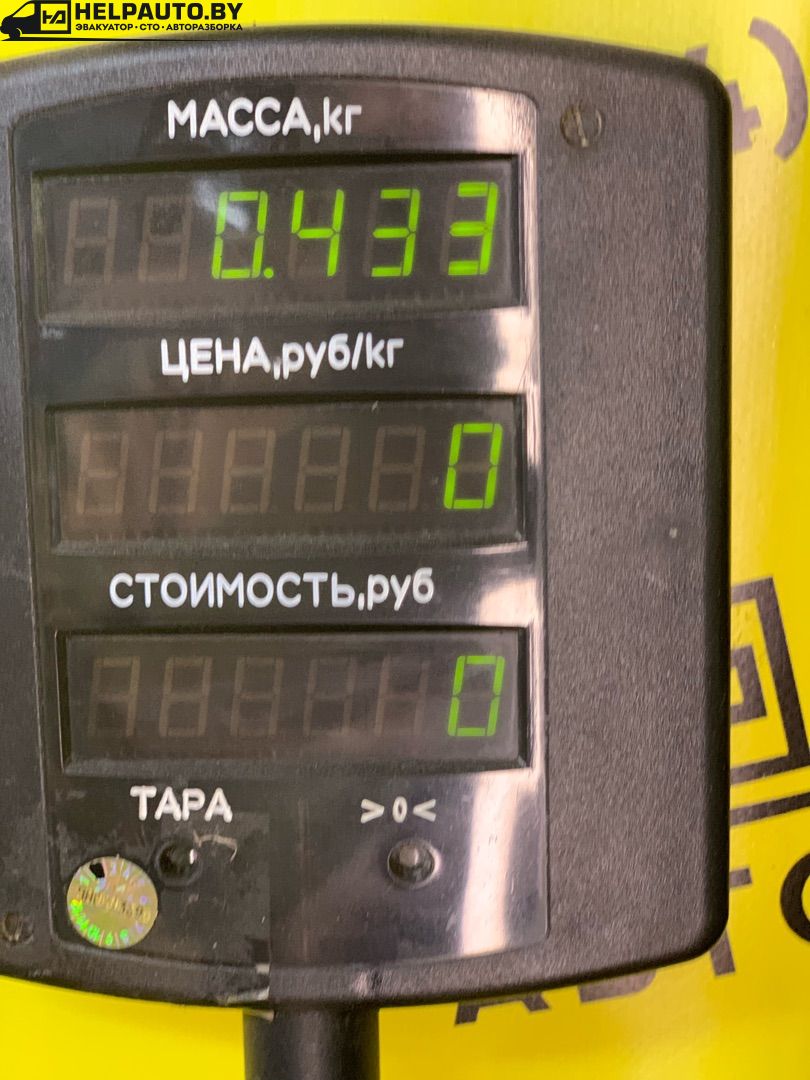 HELPAUTO.BY
ЭВАКУАТОР • СТО • АВТОРАЗБОРКА
МАССА,кг
0.433
ЦЕНА,руб/кг
0
СТОИМОСТЬ,руб
0
ТАРА >0<